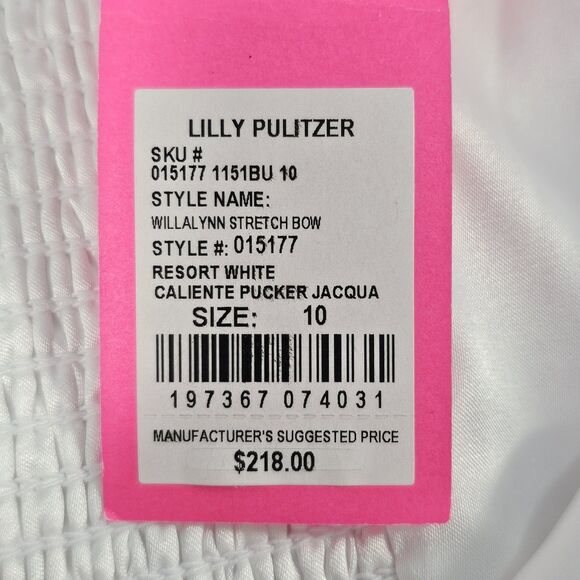 LILLY PULITZER
SKU #
015177 1151BU 10
STYLE NAME:
WILLALYNN STRETCH BOW
STYLE #: 015177
RESORT WHITE
CALIENTE PUCKER JACQUA
SIZE: 10
197367 074031
MANUFACTURER'S SUGGESTED PRICE
$218.00